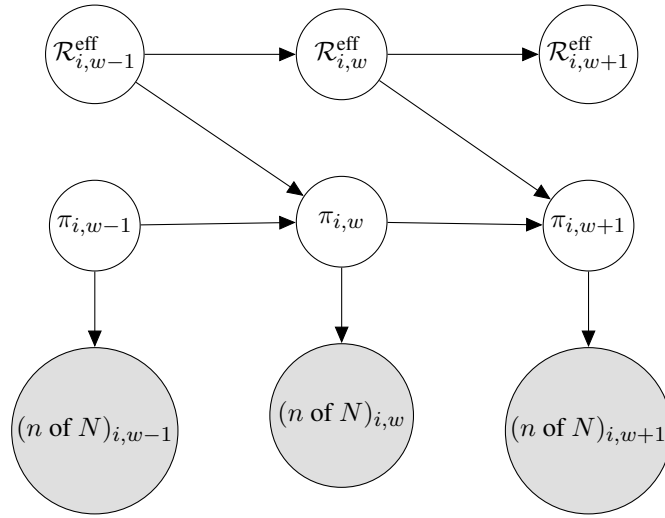 $\mathcal{R}^{\text{eff}}_{i,w-1}$ $\mathcal{R}^{\text{eff}}_{i,w}$ $\mathcal{R}^{\text{eff}}_{i,w+1}$
$\pi_{i,w-1}$ $\pi_{i,w}$ $\pi_{i,w+1}$
$(n \text{ of } N)_{i,w-1}$ $(n \text{ of } N)_{i,w}$ $(n \text{ of } N)_{i,w+1}$